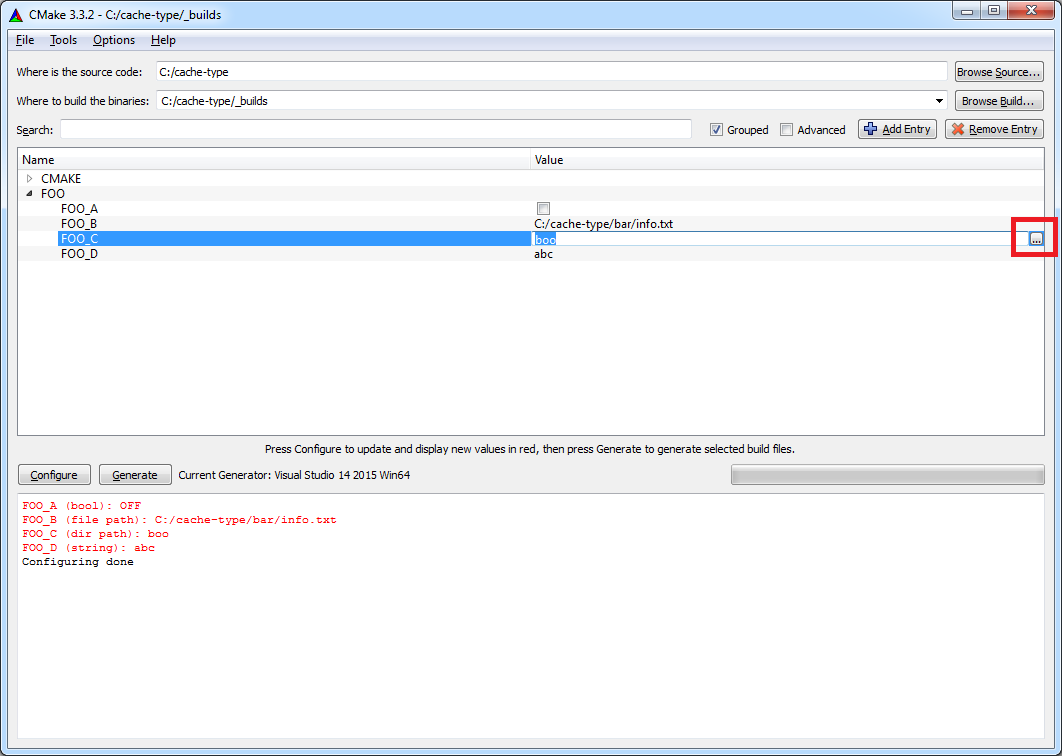 CMake 3.3.2 - C:/cache-type/_builds
File Tools Options Help
Where is the source code: C:/cache-type Browse Source...
Where to build the binaries: C:/cache-type/_builds Browse Build...
Search: Grouped Advanced Add Entry Remove Entry
Name Value
CMAKE
FOO
FOO_A
FOO_B C:/cache-type/bar/info.txt
FOO_C boo ...
FOO_D abc
Press Configure to update and display new values in red, then press Generate to generate selected build files.
Configure Generate Current Generator: Visual Studio 14 2015 Win64
FOO_A (bool): OFF
FOO_B (file path): C:/cache-type/bar/info.txt
FOO_C (dir path): boo
FOO_D (string): abc
Configuring done